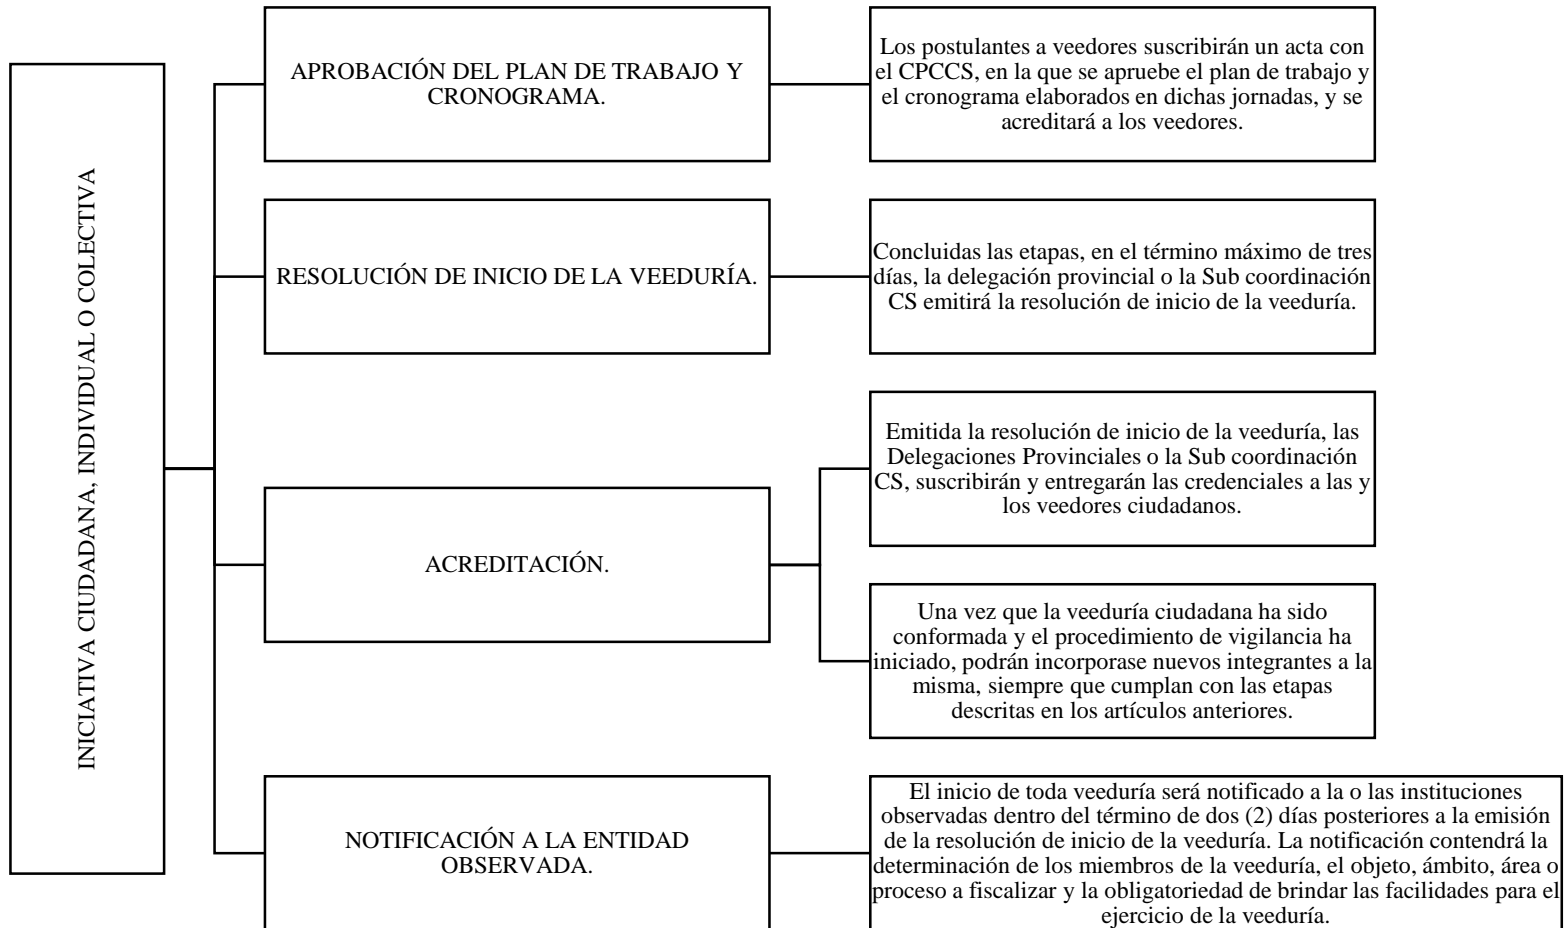 INICIATIVA CIUDADANA, INDIVIDUAL O COLECTIVA
APROBACIÓN DEL PLAN DE TRABAJO Y
CRONOGRAMA.
Los postulantes a veedores suscribirán un acta con
el CPCCS, en la que se apruebe el plan de trabajo y
el cronograma elaborados en dichas jornadas, y se
acreditará a los veedores.
RESOLUCIÓN DE INICIO DE LA VEEDURÍA.
Concluidas las etapas, en el término máximo de tres
días, la delegación provincial o la Sub coordinación
CS emitirá la resolución de inicio de la veeduría.
ACREDITACIÓN.
Emitida la resolución de inicio de la veeduría, las
Delegaciones Provinciales o la Sub coordinación
CS, suscribirán y entregarán las credenciales a las y
los veedores ciudadanos.
Una vez que la veeduría ciudadana ha sido
conformada y el procedimiento de vigilancia ha
iniciado, podrán incorporase nuevos integrantes a la
misma, siempre que cumplan con las etapas
descritas en los artículos anteriores.
NOTIFICACIÓN A LA ENTIDAD
OBSERVADA.
El inicio de toda veeduría será notificado a la o las instituciones
observadas dentro del término de dos (2) días posteriores a la emisión
de la resolución de inicio de la veeduría. La notificación contendrá la
determinación de los miembros de la veeduría, el objeto, ámbito, área o
proceso a fiscalizar y la obligatoriedad de brindar las facilidades para el
ejercicio de la veeduría.